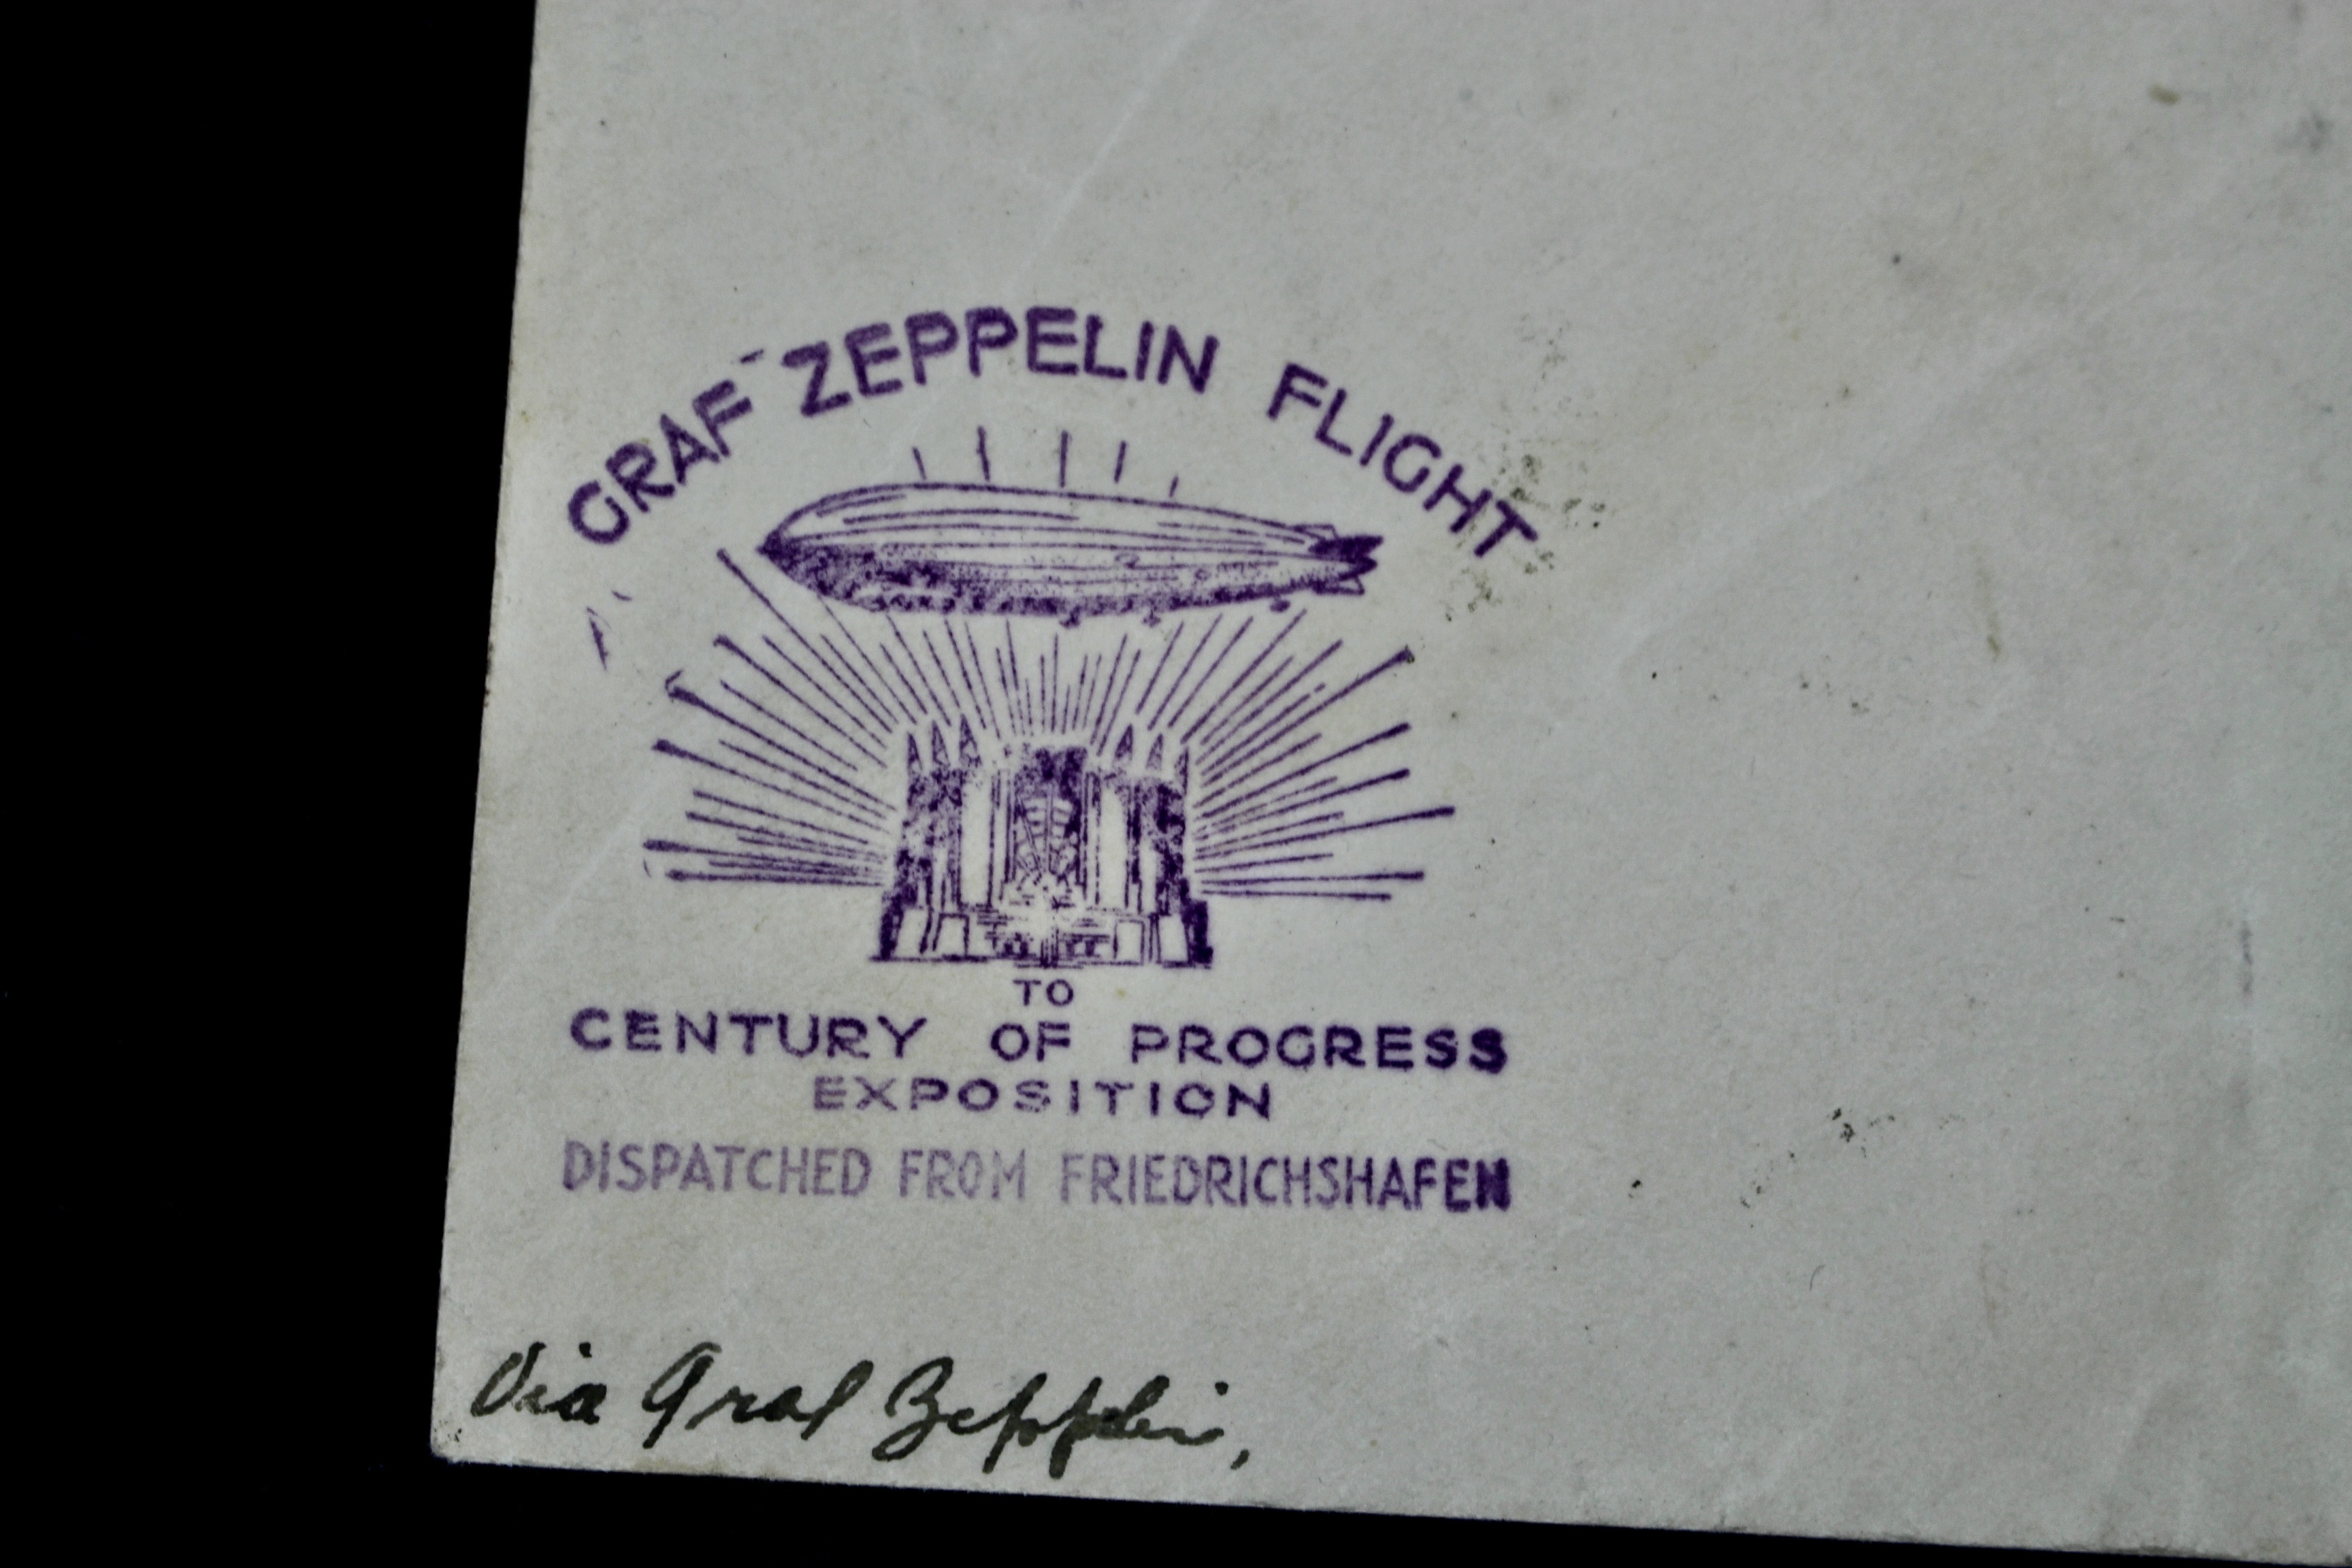 GRAF ZEPPELIN FLIGHT
TO
CENTURY OF PROGRESS
EXPOSITION
DISPATCHED FROM FRIEDRICHSHAFEN
Via Graf Zeppelin,